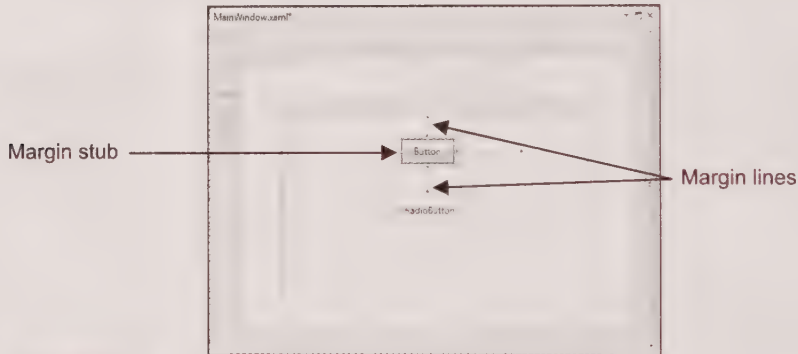 MainWindow.xaml*
Margin stub
Button
Margin lines
RadioButton